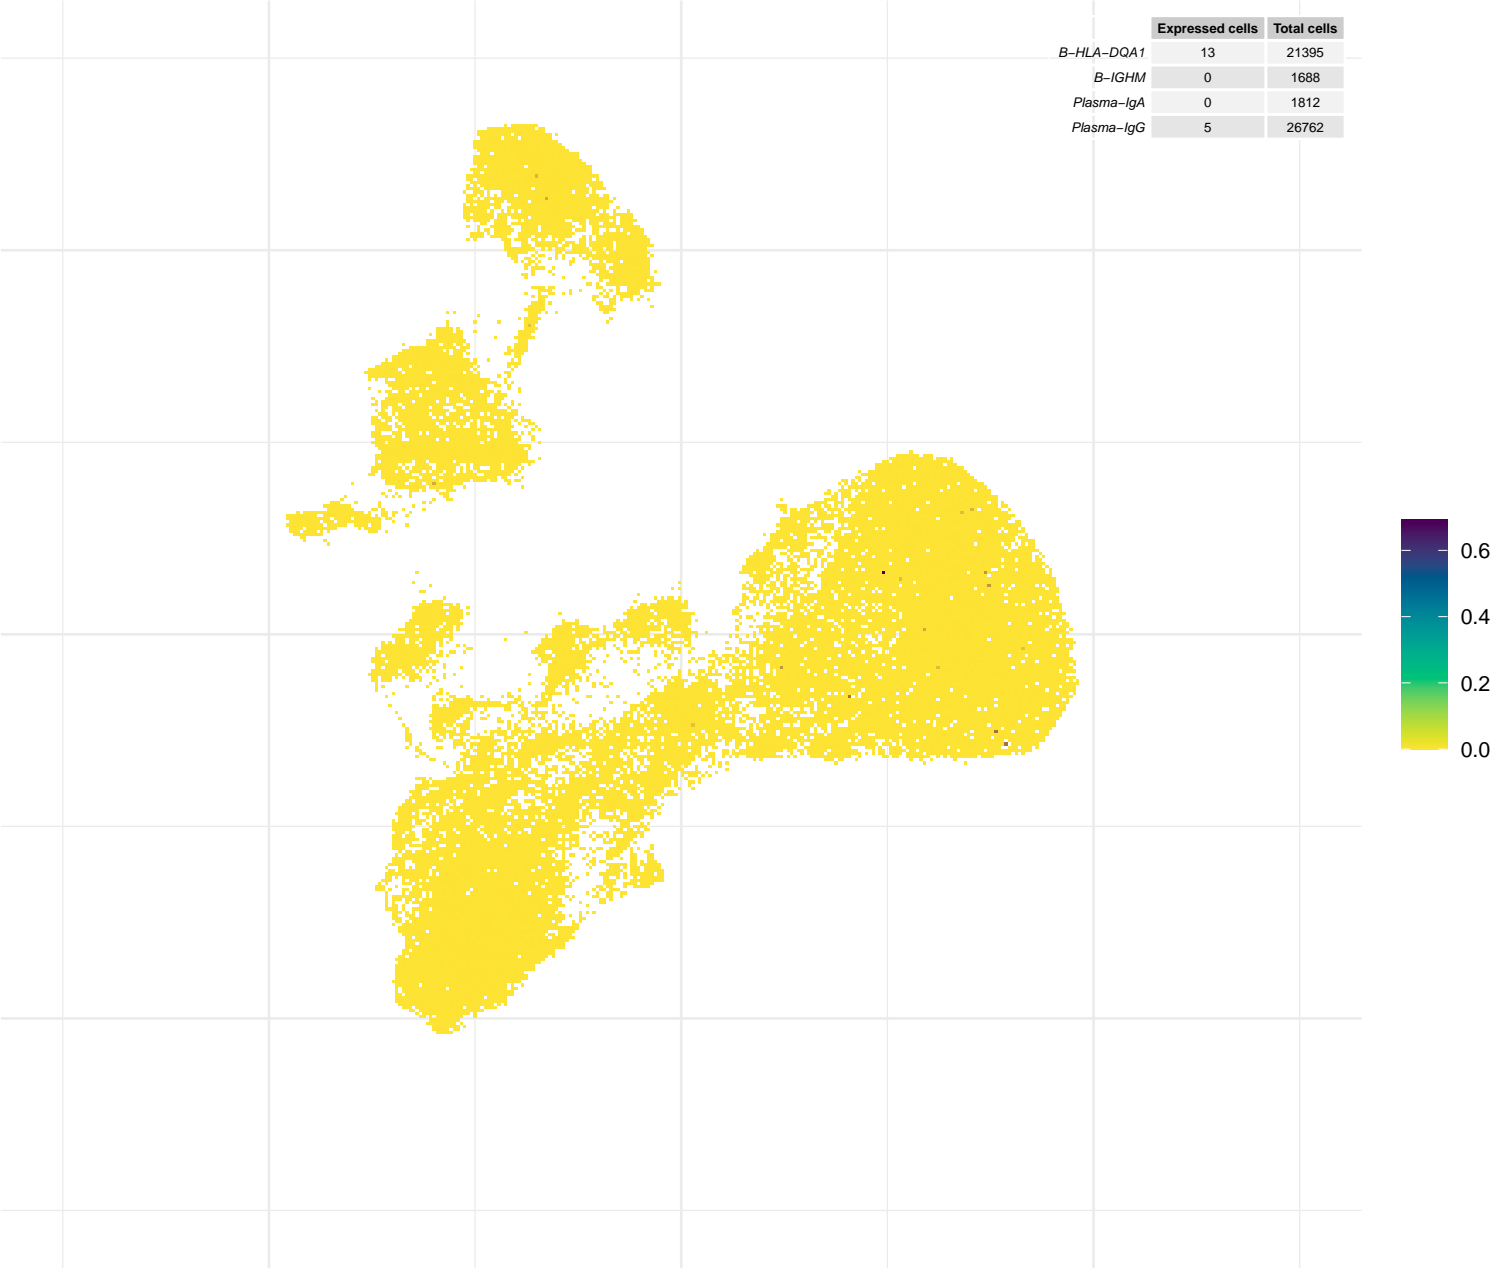 Expressed cells Total cells
B−HLA−DQA1 13 21395
B−IGHM 0 1688
Plasma−IgA 0 1812
Plasma−IgG 5 26762
0.6
0.4
0.2
0.0